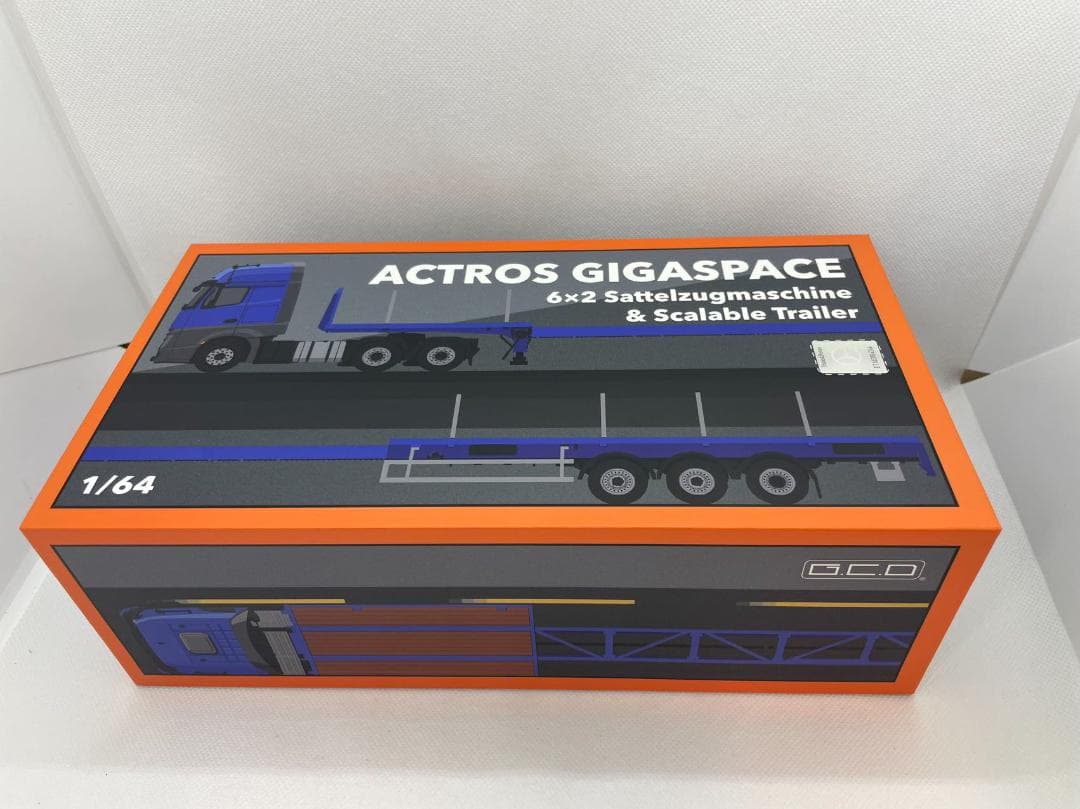 ACTROS GIGASPACE
6×2 Sattelzugmaschine
& Scalable Trailer
1/64
G.C.D